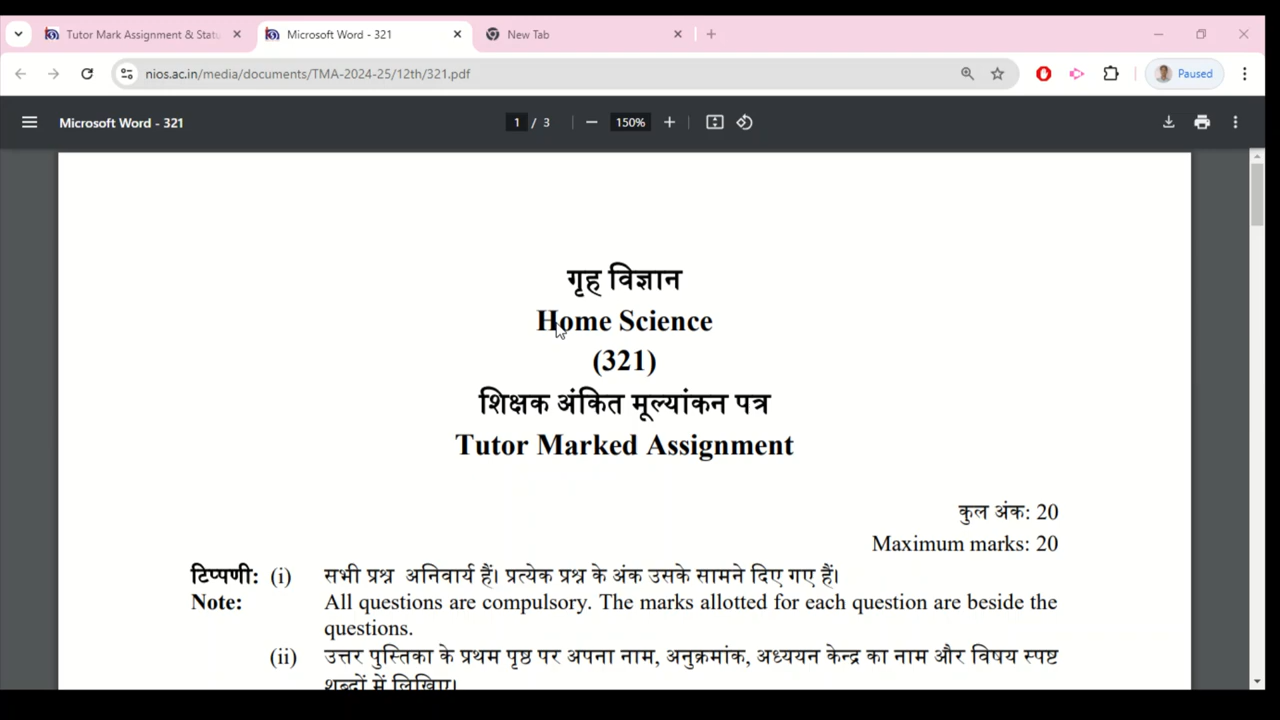 Tutor Mark Assignment & Statu
Microsoft Word - 321
New Tab
nios.ac.in/media/documents/TMA-2024-25/12th/321.pdf
Paused
Microsoft Word - 321
1 / 3
150%
गृह विज्ञान
Home Science
(321)
शिक्षक अंकित मूल्यांकन पत्र
Tutor Marked Assignment
कुल अंक: 20
Maximum marks: 20
टिप्पणी: (i) सभी प्रश्न अनिवार्य हैं। प्रत्येक प्रश्न के अंक उसके सामने दिए गए हैं।
Note: All questions are compulsory. The marks allotted for each question are beside the
questions.
(ii) उत्तर पुस्तिका के प्रथम पृष्ठ पर अपना नाम, अनुक्रमांक, अध्ययन केन्द्र का नाम और विषय स्पष्ट
शब्दों में लिखिए।